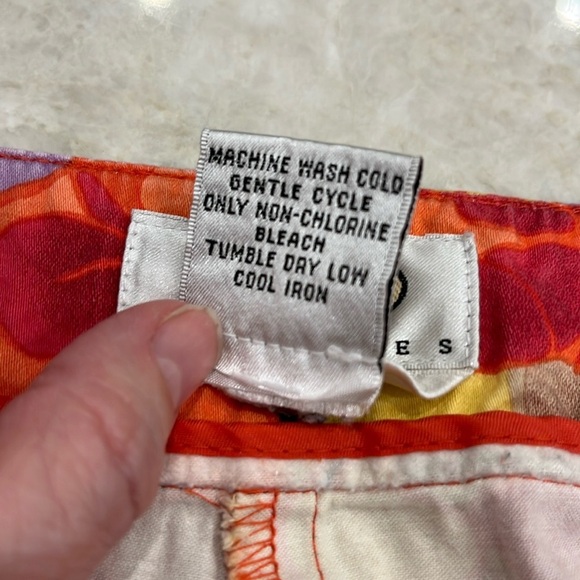 MACHINE WASH COLD
GENTLE CYCLE
ONLY NON-CHLORINE
BLEACH
TUMBLE DRY LOW
COOL IRON
E S